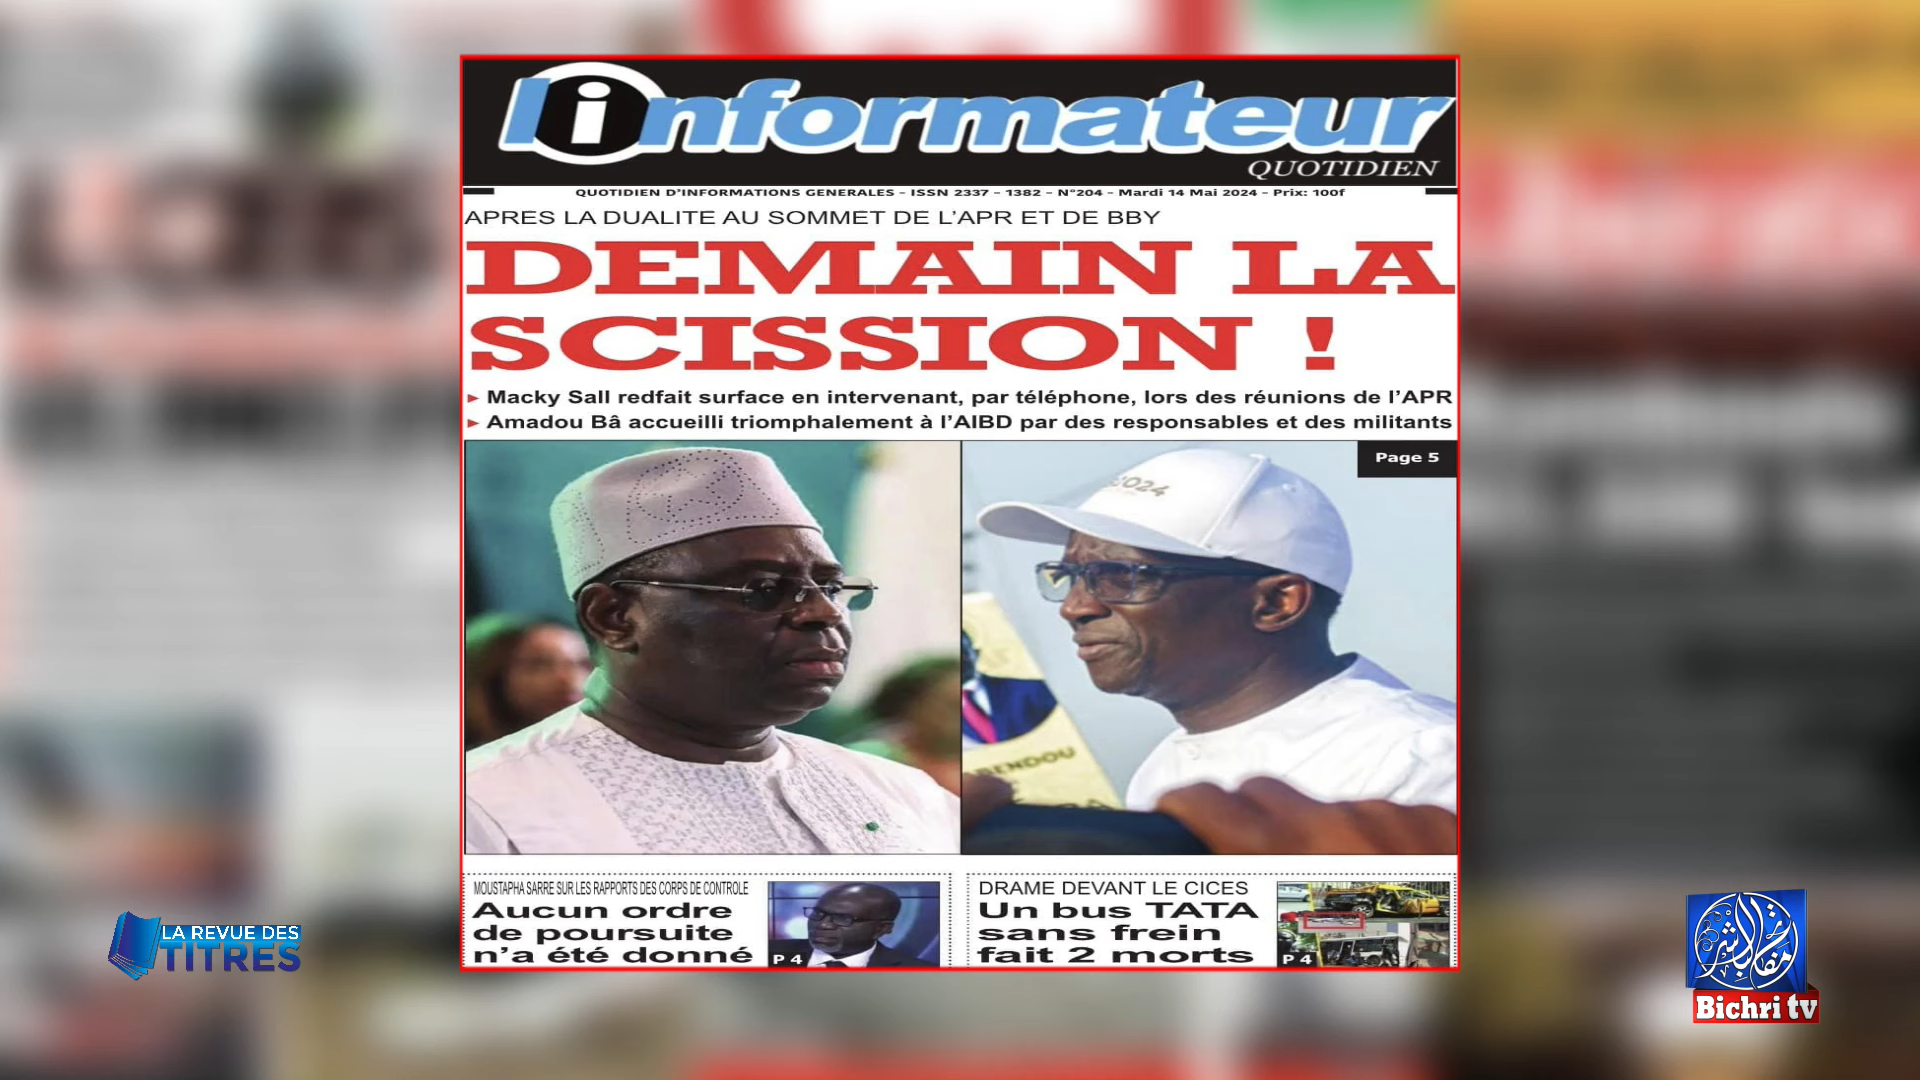 l'informateur
QUOTIDIEN
QUOTIDIEN D'INFORMATIONS GENERALES - ISSN 2337 - 1382 - N°204 - Mardi 14 Mai 2024 - Prix: 100f
APRES LA DUALITE AU SOMMET DE L'APR ET DE BBY
DEMAIN LA
SCISSION !
► Macky Sall redfait surface en intervenant, par téléphone, lors des réunions de l'APR
► Amadou Bâ accueilli triomphalement à l'AIBD par des responsables et des militants
Page 5
2024
BENDOU
MOUSTAPHA SARRE SUR LES RAPPORTS DES CORPS DE CONTROLE
Aucun ordre
de poursuite
n'a été donné
P 4
DRAME DEVANT LE CICES
Un bus TATA
sans frein
fait 2 morts
P 4
LA REVUE DES
TITRES
Bichri tv